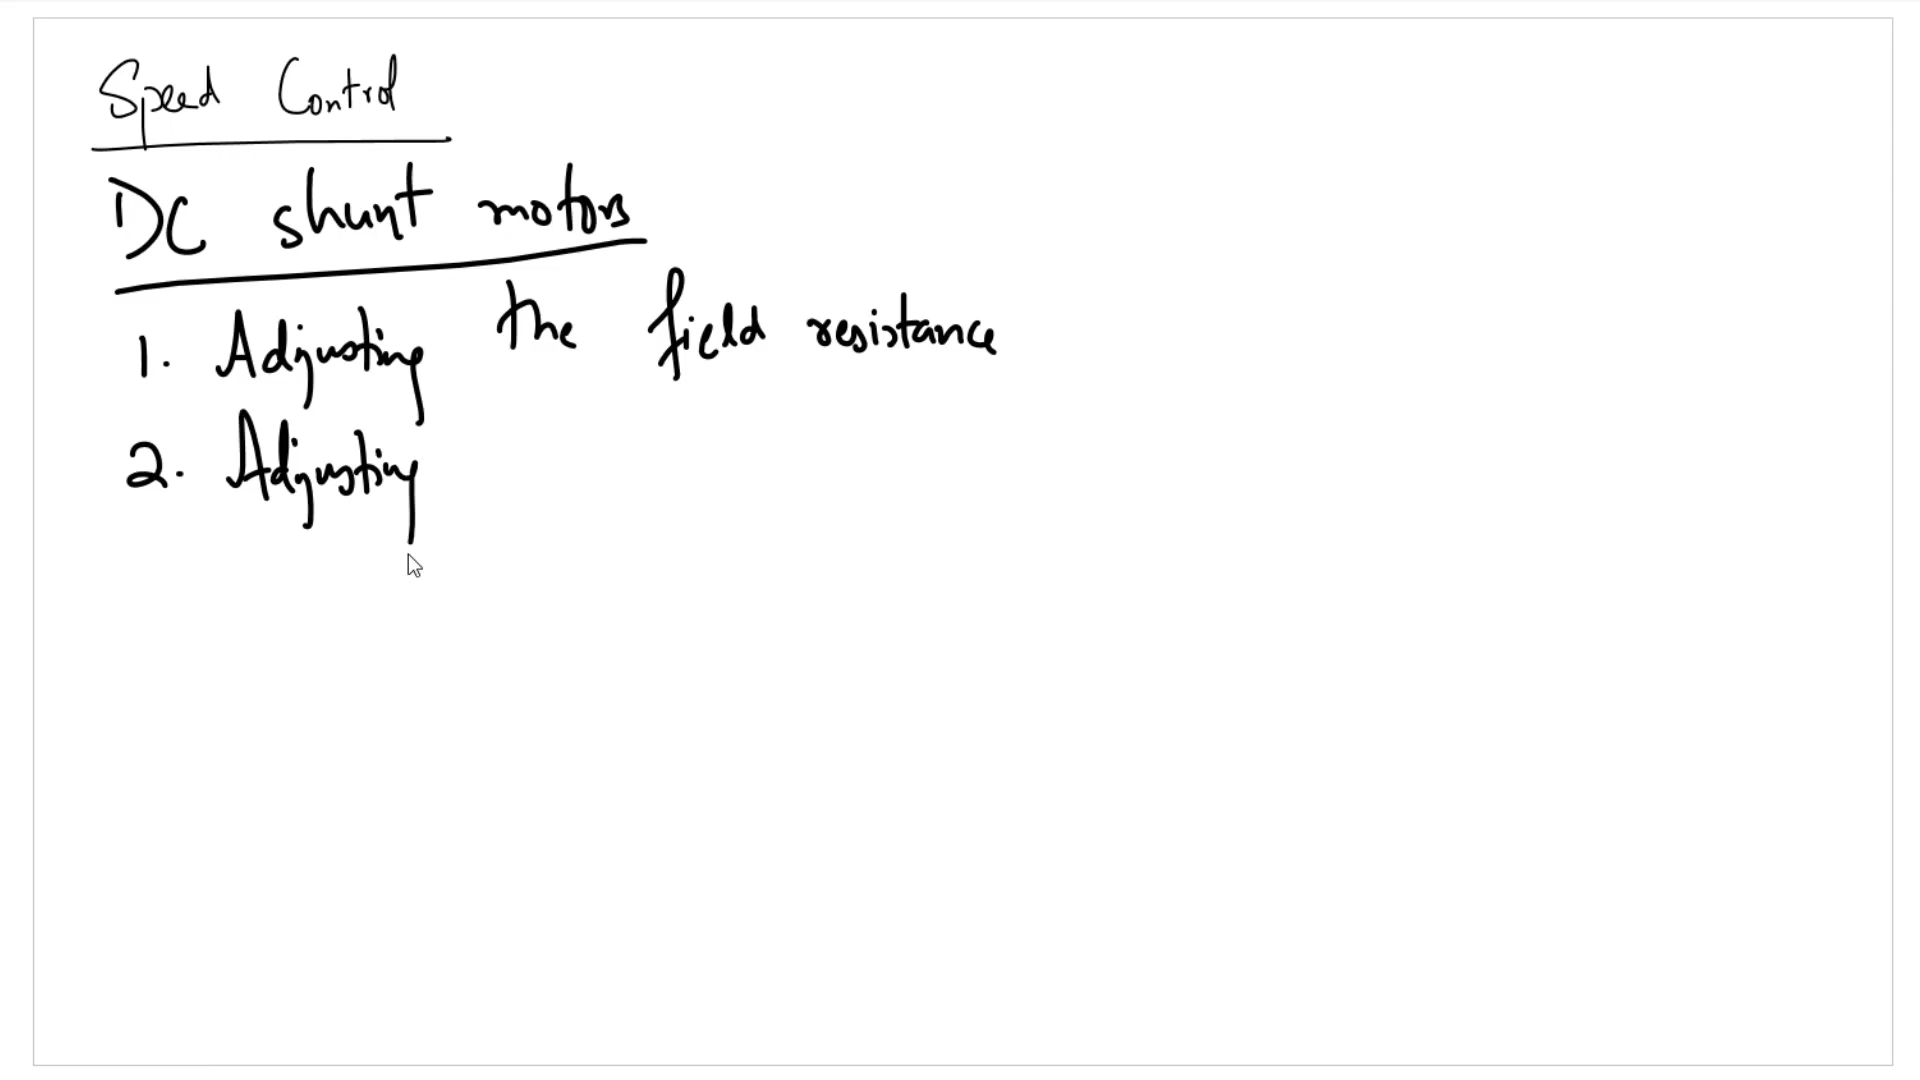 Speed Control
DC shunt motors
1. Adjusting the field resistance
2. Adjusting